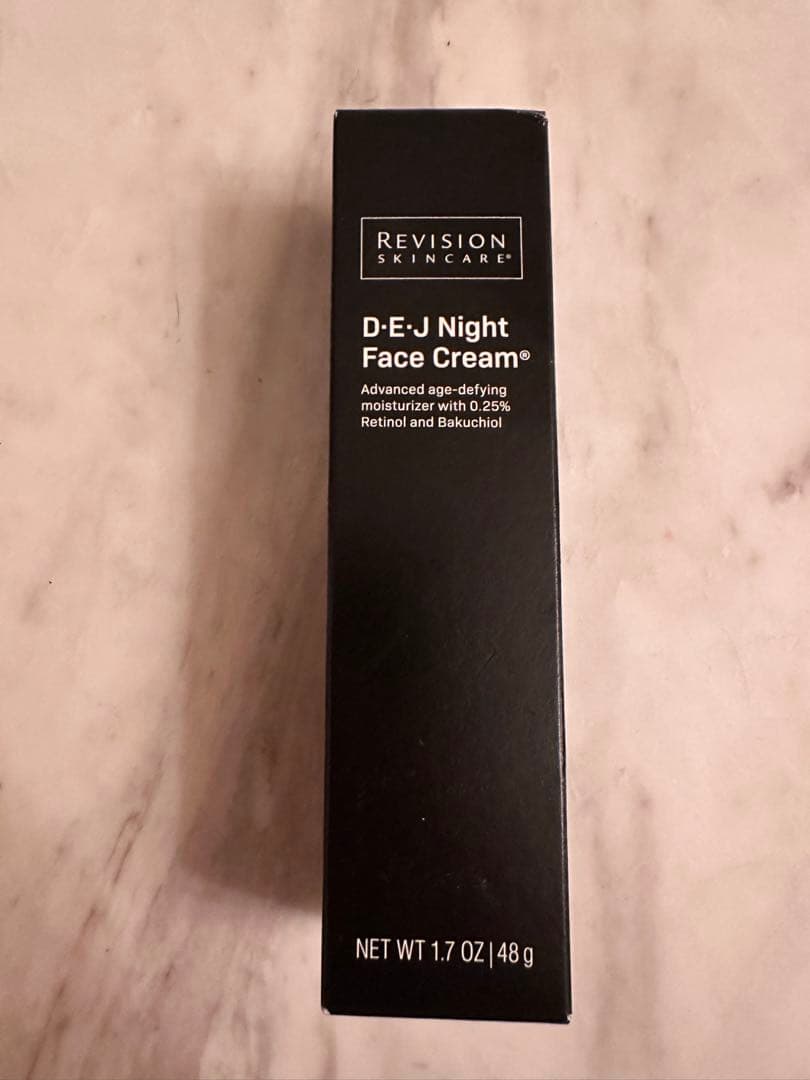 REVISION
SKINCARE®
D·E·J Night
Face Cream®
Advanced age-defying
moisturizer with 0.25%
Retinol and Bakuchiol
NET WT 1.7 OZ | 48 g